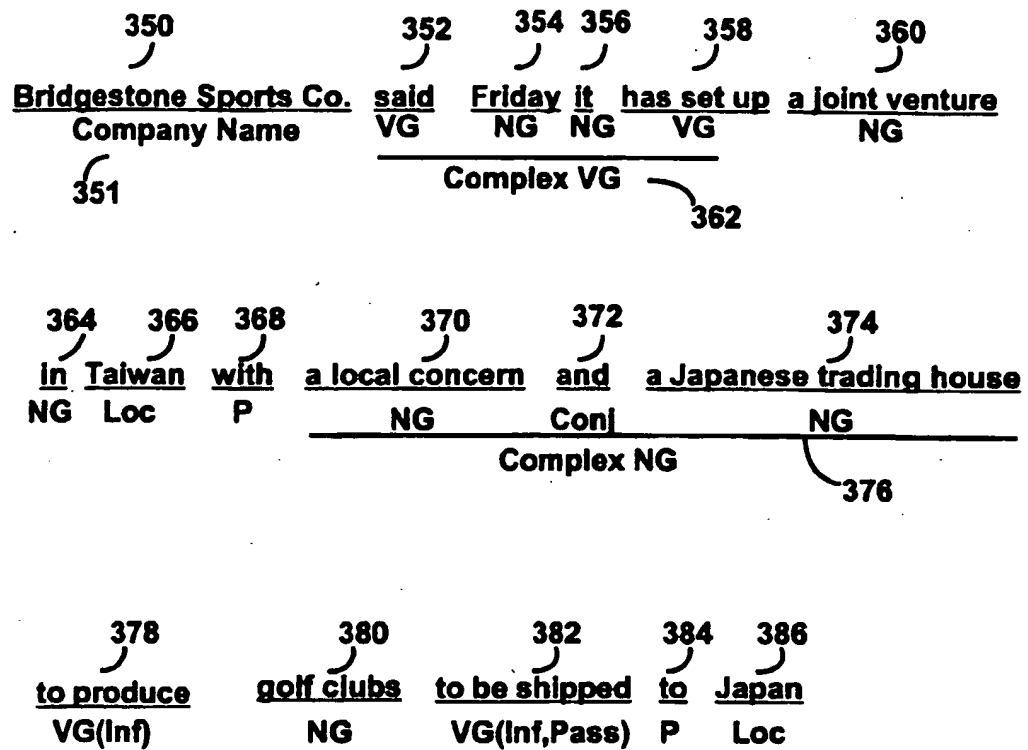 350 352 354 356 358 360
Bridgestone Sports Co. said Friday it has set up a joint venture
Company Name VG NG NG VG NG
351 Complex VG 362
364 366 368 370 372 374
in Taiwan with a local concern and a Japanese trading house
NG Loc P NG Conj NG
Complex NG
376
378 380 382 384 386
to produce golf clubs to be shipped to Japan
VG(Inf) NG VG(Inf,Pass) P Loc